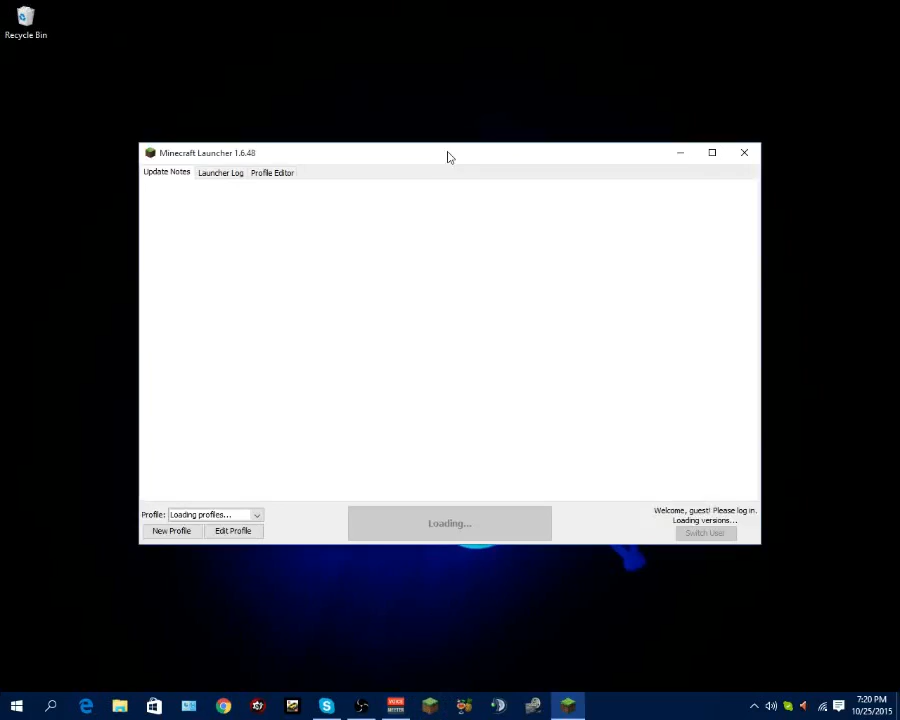 Recycle Bin
Minecraft Launcher 1.6.48
Update Notes Launcher Log Profile Editor
Profile: Loading profiles...
New Profile Edit Profile
Loading...
Welcome, guest! Please log in.
Loading versions...
Switch User
7:20 PM
10/25/2015